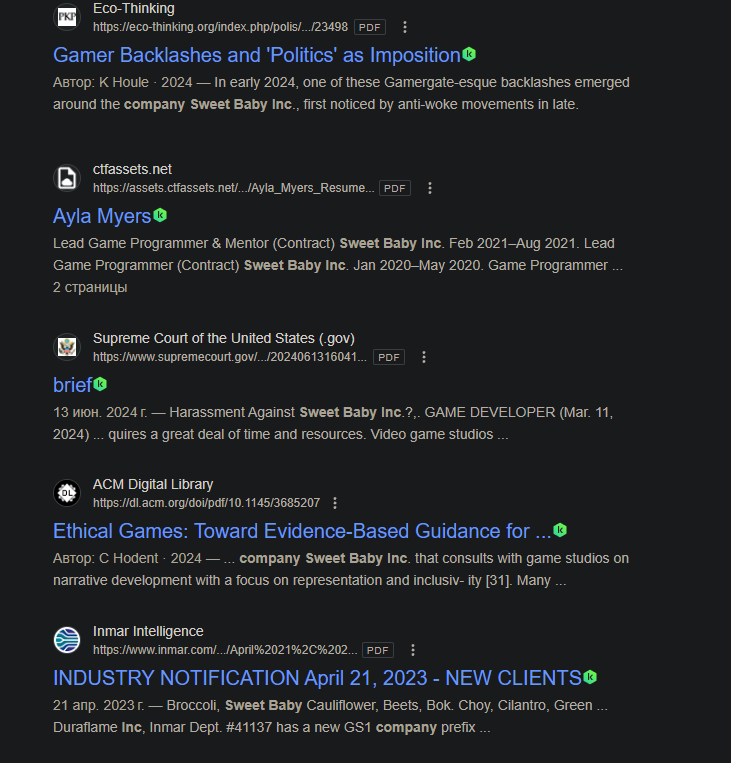 Eco-Thinking
https://eco-thinking.org/index.php/polis/.../23498 PDF
Gamer Backlashes and 'Politics' as Imposition
Автор: K Houle · 2024 — In early 2024, one of these Gamergate-esque backlashes emerged
around the company Sweet Baby Inc., first noticed by anti-woke movements in late.
ctfassets.net
https://assets.ctfassets.net/.../Ayla_Myers_Resume... PDF
Ayla Myers
Lead Game Programmer & Mentor (Contract) Sweet Baby Inc. Feb 2021–Aug 2021. Lead
Game Programmer (Contract) Sweet Baby Inc. Jan 2020–May 2020. Game Programmer ...
2 страницы
Supreme Court of the United States (.gov)
https://www.supremecourt.gov/.../2024061316041... PDF
brief
13 июн. 2024 г. — Harassment Against Sweet Baby Inc.?,. GAME DEVELOPER (Mar. 11,
2024) ... quires a great deal of time and resources. Video game studios ...
ACM Digital Library
https://dl.acm.org/doi/pdf/10.1145/3685207
Ethical Games: Toward Evidence-Based Guidance for ...
Автор: C Hodent · 2024 — ... company Sweet Baby Inc. that consults with game studios on
narrative development with a focus on representation and inclusiv- ity [31]. Many ...
Inmar Intelligence
https://www.inmar.com/.../April%2021%2C%202... PDF
INDUSTRY NOTIFICATION April 21, 2023 - NEW CLIENTS
21 апр. 2023 г. — Broccoli, Sweet Baby Cauliflower, Beets, Bok. Choy, Cilantro, Green ...
Duraflame Inc, Inmar Dept. #41137 has a new GS1 company prefix ...